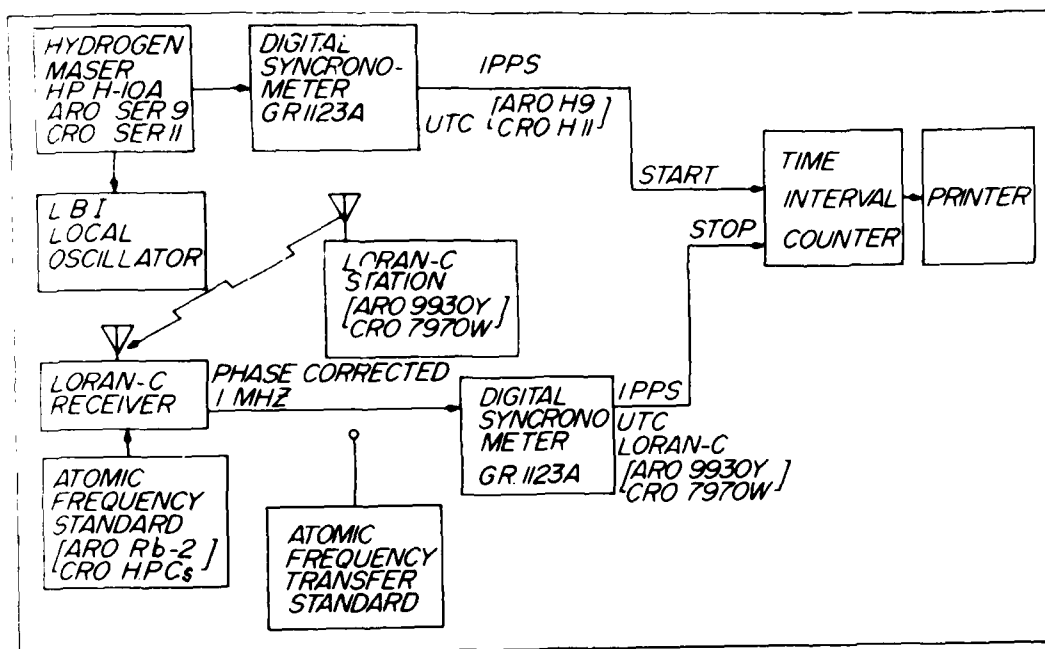 HYDROGEN
MASER
HP H-10A
ARO SER 9
CRO SER 11
DIGITAL
SYNCRONO-
METER
GR1123A
1PPS
UTC [ARO H9
CRO H11]
START
TIME
INTERVAL
COUNTER
PRINTER
STOP
LBI
LOCAL
OSCILLATOR
LORAN-C
STATION
[ARO 9930Y
CRO 7970W]
LORAN-C
RECEIVER
PHASE CORRECTED
1 MHZ
DIGITAL
SYNCRONO
METER
GR.1123A
1PPS
UTC
LORAN-C
[ARO 9930Y
CRO 7970W]
ATOMIC
FREQUENCY
STANDARD
[ARO Rb-2
CRO H.P.Cs]
ATOMIC
FREQUENCY
TRANSFER
STANDARD